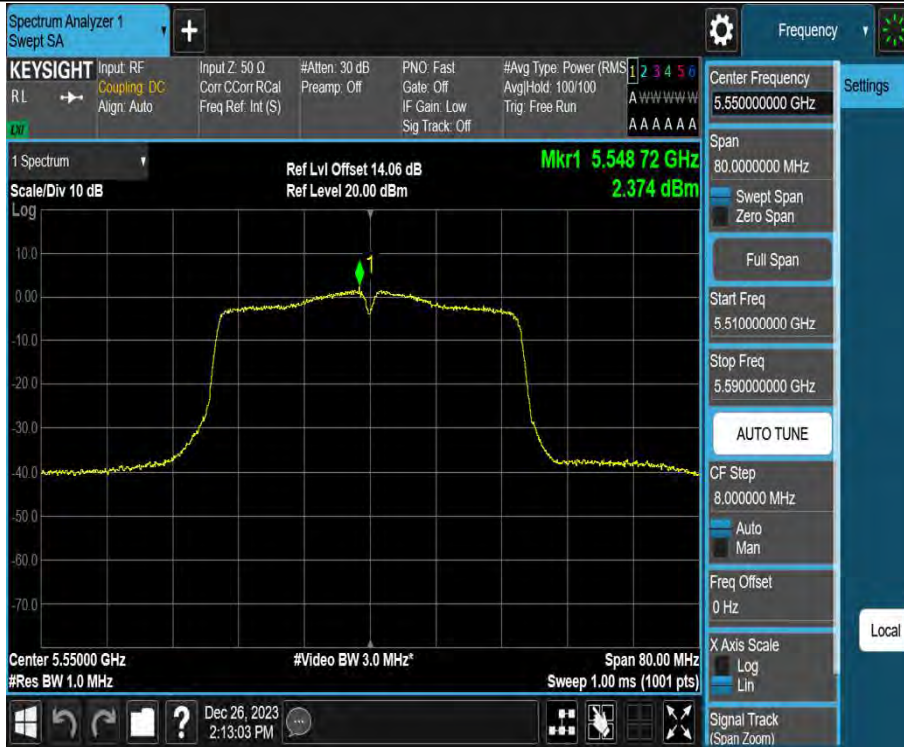 Spectrum Analyzer 1
Swept SA
+
Frequency
KEYSIGHT
R L
LXI
Input: RF
Coupling: DC
Align: Auto
Input Z: 50 Ω
Corr CCorr RCal
Freq Ref: Int (S)
#Atten: 30 dB
Preamp: Off
PNO: Fast
Gate: Off
IF Gain: Low
Sig Track: Off
#Avg Type: Power (RMS
Avg|Hold: 100/100
Trig: Free Run
1 2 3 4 5 6
A W W W W W
A A A A A A
1 Spectrum
Scale/Div 10 dB
Log
Ref Lvl Offset 14.06 dB
Ref Level 20.00 dBm
Mkr1 5.548 72 GHz
2.374 dBm
1
10.0
0.00
-10.0
-20.0
-30.0
-40.0
-50.0
-60.0
-70.0
Center 5.55000 GHz
#Res BW 1.0 MHz
#Video BW 3.0 MHz*
Span 80.00 MHz
Sweep 1.00 ms (1001 pts)
Center Frequency
5.550000000 GHz
Span
80.0000000 MHz
Swept Span
Zero Span
Full Span
Start Freq
5.510000000 GHz
Stop Freq
5.590000000 GHz
AUTO TUNE
CF Step
8.000000 MHz
Auto
Man
Freq Offset
0 Hz
X Axis Scale
Log
Lin
Signal Track
(Span Zoom)
Settings
Local
?
Dec 26, 2023
2:13:03 PM